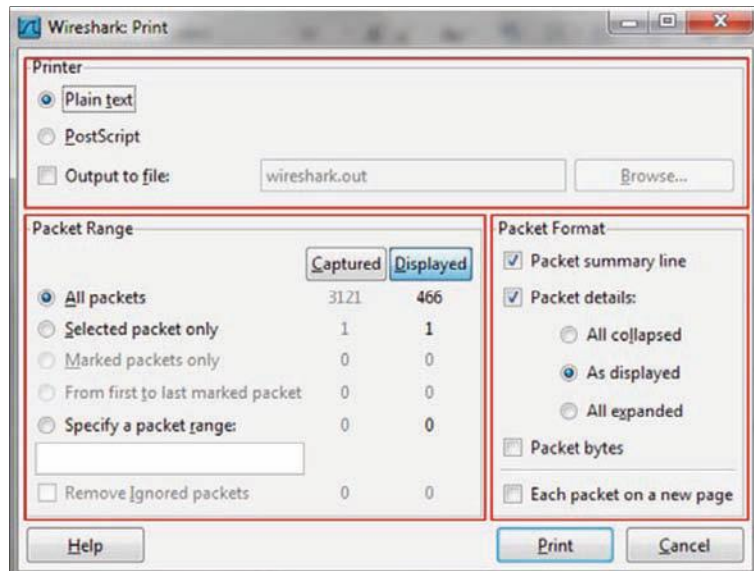 Wireshark: Print
Printer
Plain text
PostScript
Output to file: wireshark.out Browse...
Packet Range
Captured Displayed
All packets 3121 466
Selected packet only 1 1
Marked packets only 0 0
From first to last marked packet 0 0
Specify a packet range: 0 0
Remove Ignored packets 0 0
Packet Format
Packet summary line
Packet details:
All collapsed
As displayed
All expanded
Packet bytes
Each packet on a new page
Help Print Cancel